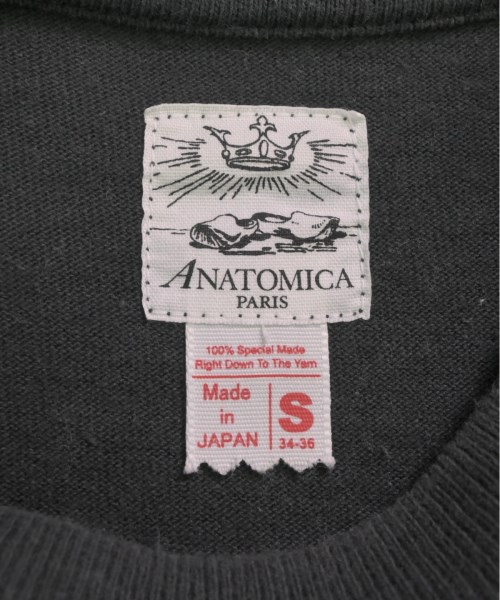 ANATOMICA
PARIS
100% Special Made
Right Down To The Yarn
Made
in
JAPAN
S
34-36